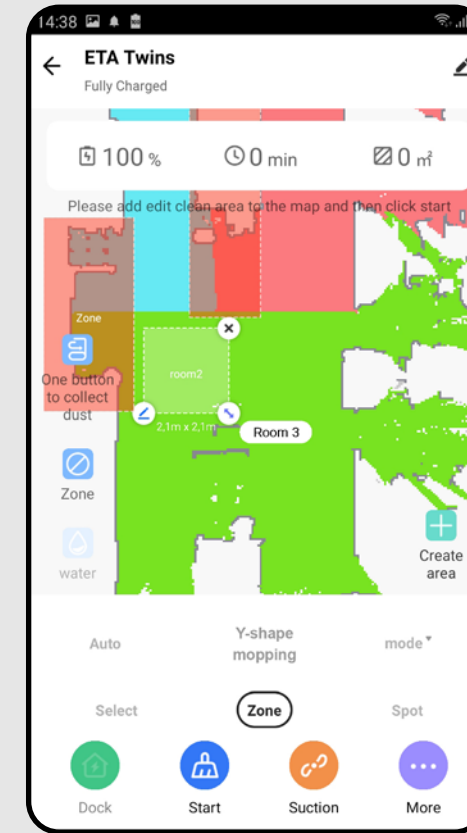 14:38
ETA Twins
Fully Charged
100 %
0 min
0 ㎡
Please add edit clean area to the map and then click start
Zone
room2
One button
to collect
dust
2,1m x 2,1m
Room 3
Zone
water
Create
area
Auto
Y-shape
mopping
mode
Select
Zone
Spot
Dock
Start
Suction
More